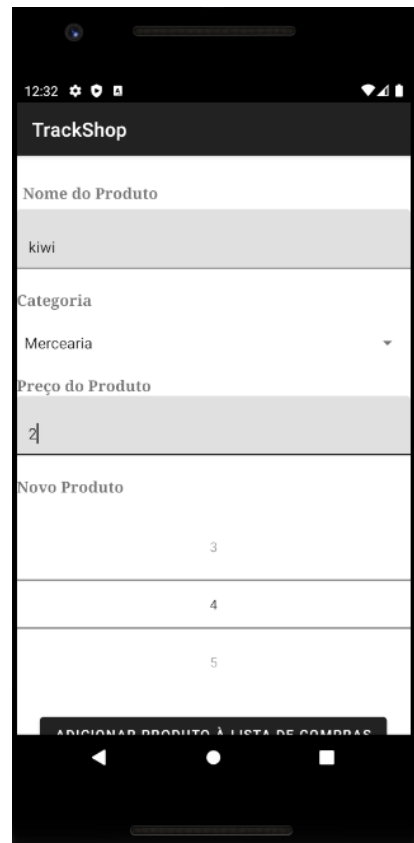 12:32
TrackShop
Nome do Produto
kiwi
Categoria
Mercearia
Preço do Produto
2
Novo Produto
3
4
5
ADICIONAR PRODUTO À LISTA DE COMPRAS